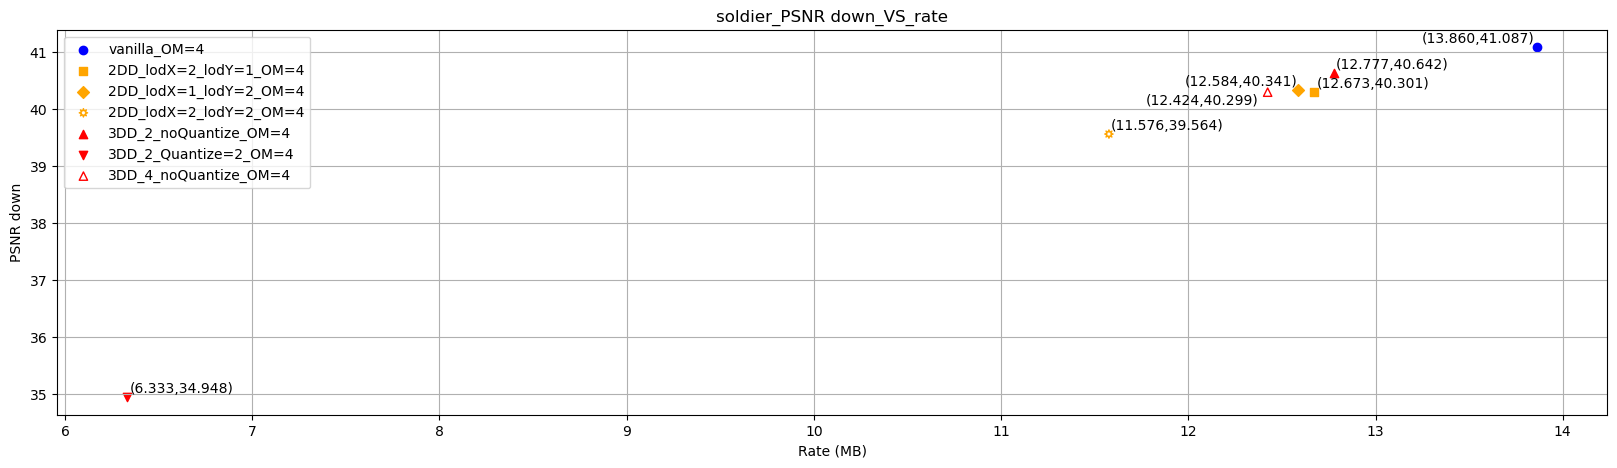 soldier_PSNR down_VS_rate
vanilla_OM=4
2DD_lodX=2_lodY=1_OM=4
2DD_lodX=1_lodY=2_OM=4
2DD_lodX=2_lodY=2_OM=4
3DD_2_noQuantize_OM=4
3DD_2_Quantize=2_OM=4
3DD_4_noQuantize_OM=4
(13.860,41.087)
(12.777,40.642)
(12.584,40.341)
(12.673,40.301)
(12.424,40.299)
(11.576,39.564)
(6.333,34.948)
PSNR down
41
40
39
38
37
36
35
6 7 8 9 10 11 12 13 14
Rate (MB)